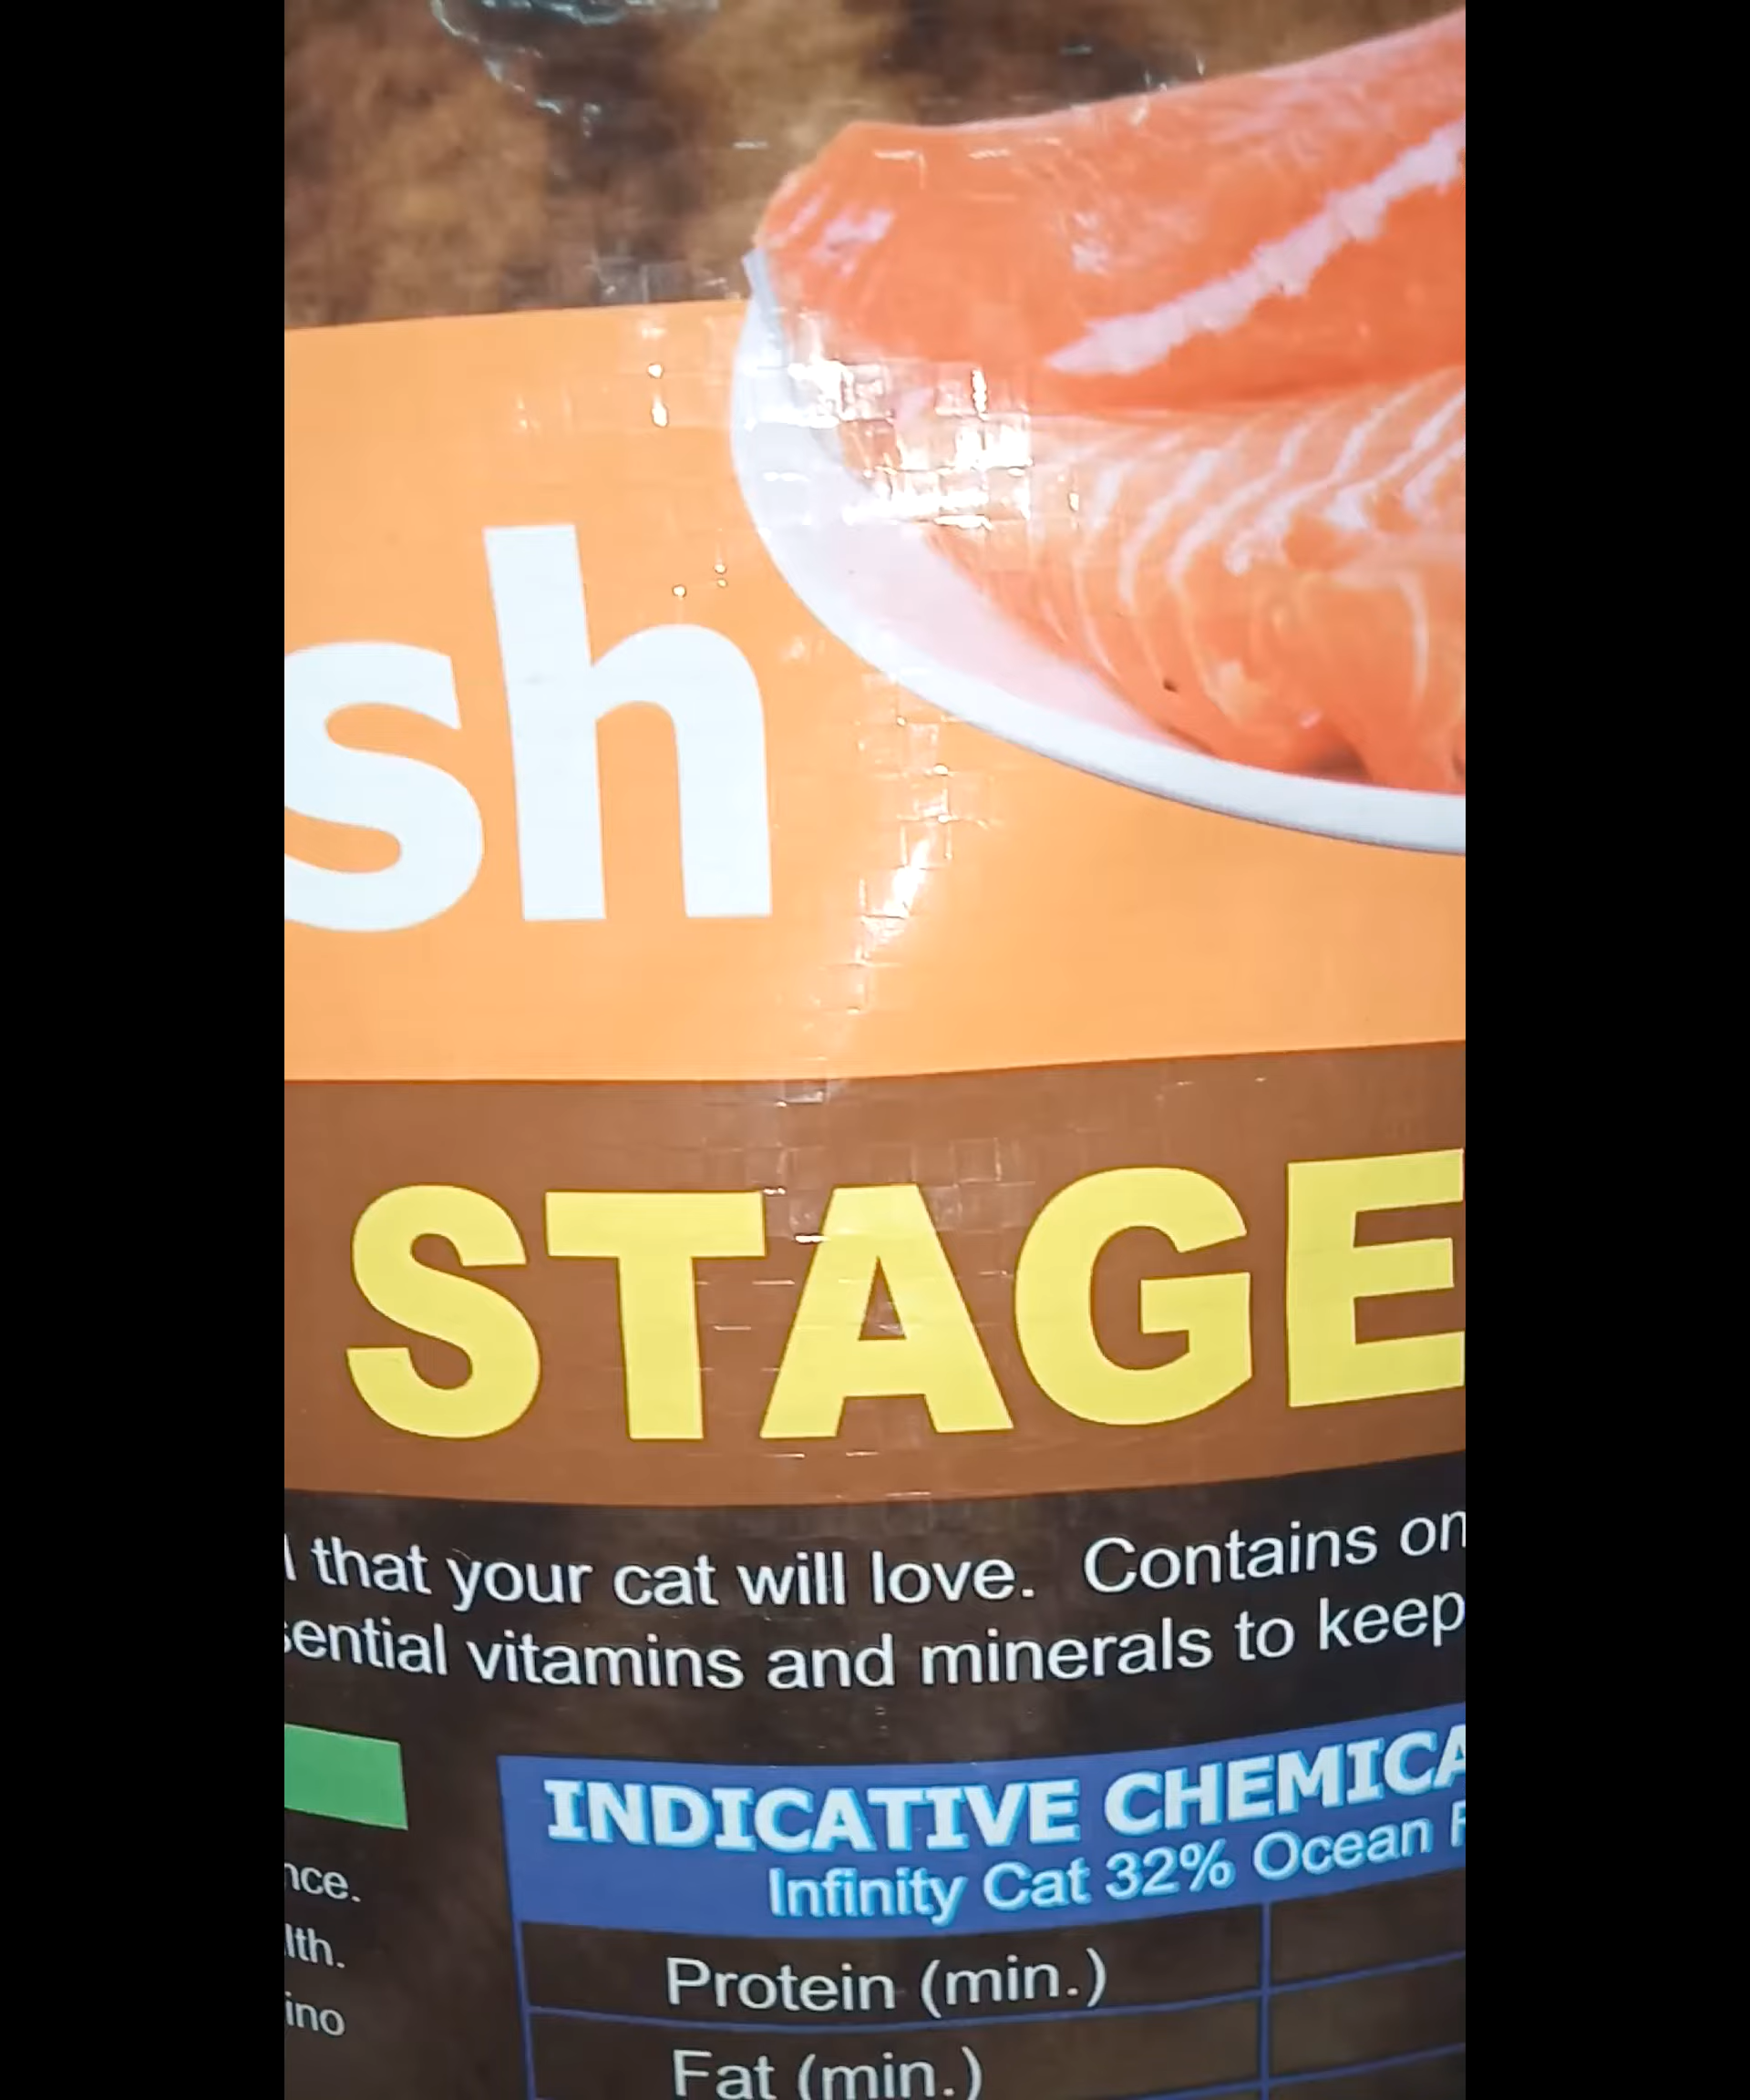 sh
STAGE
that your cat will love. Contains on
sential vitamins and minerals to keep
INDICATIVE CHEMICA
Infinity Cat 32% Ocean F
nce.
lth.
ino
Protein (min.)
Fat (min.)